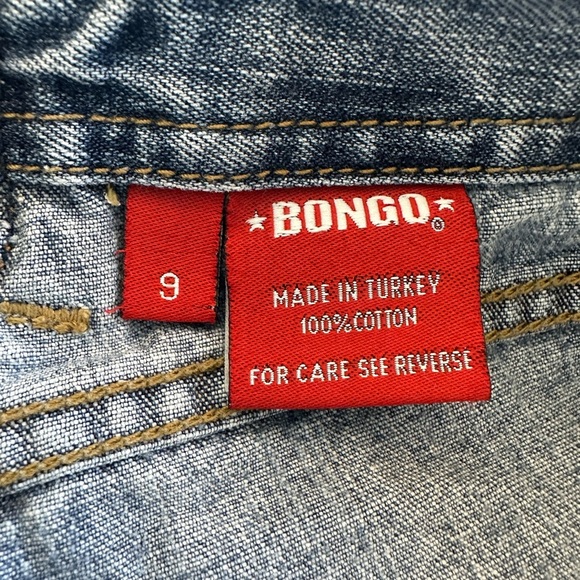 ★BONGO®★
9
MADE IN TURKEY
100%COTTON
FOR CARE SEE REVERSE